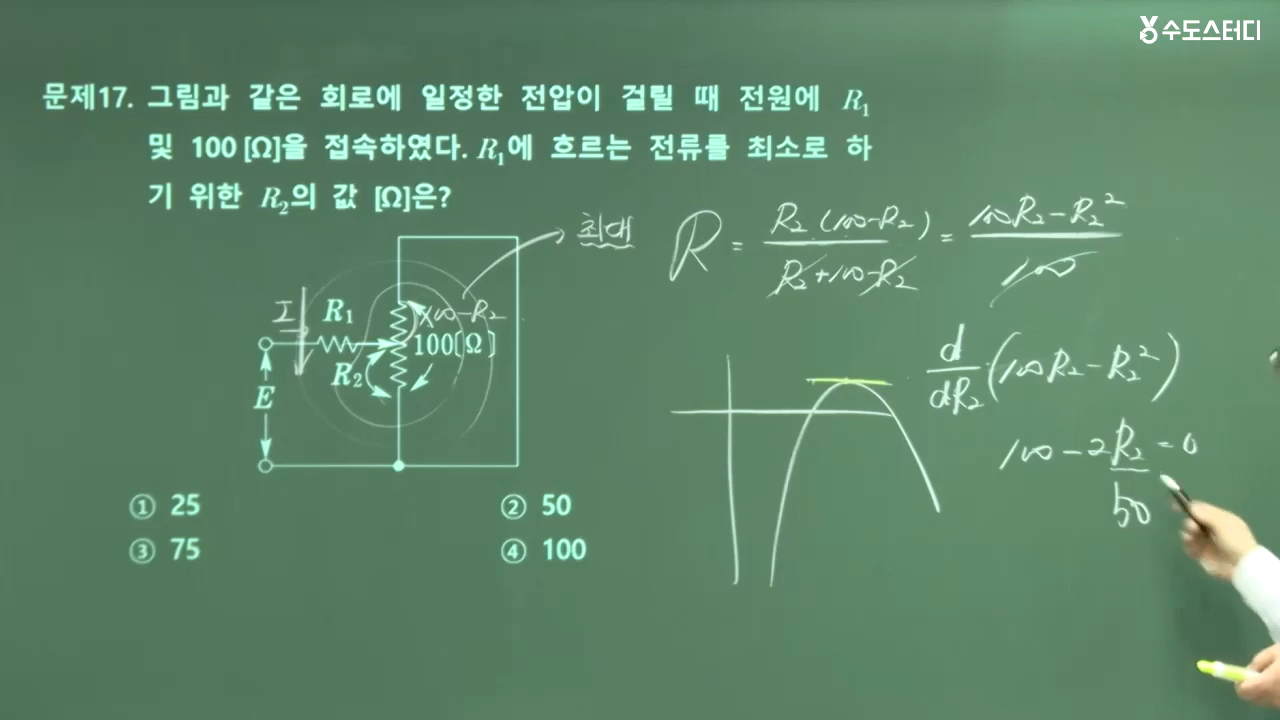 수도스터디
문제17. 그림과 같은 회로에 일정한 전압이 걸릴 때 전원에 R₁
및 100 [Ω]을 접속하였다. R₁에 흐르는 전류를 최소로 하
기 위한 R₂의 값 [Ω]은?
최대
R = R₂(100-R₂) / R₂+100-R₂ = 100R₂-R₂² / 100
I
R₁
100-R₂
100[Ω]
R₂
E
d/dR₂ (100R₂-R₂²)
100-2R₂=0
50
① 25
② 50
③ 75
④ 100